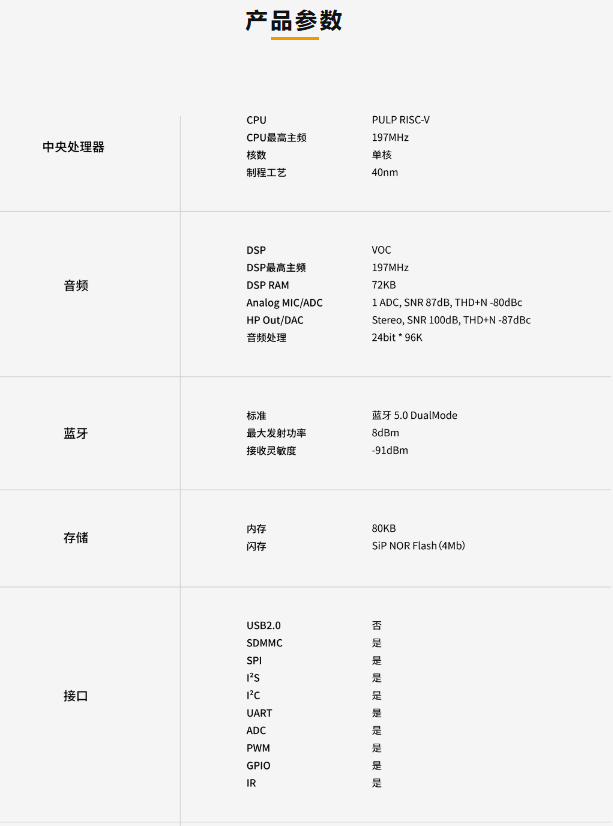 产品参数
中央处理器
CPU PULP RISC-V
CPU最高主频 197MHz
核数 单核
制程工艺 40nm
音频
DSP VOC
DSP最高主频 197MHz
DSP RAM 72KB
Analog MIC/ADC 1 ADC, SNR 87dB, THD+N -80dBc
HP Out/DAC Stereo, SNR 100dB, THD+N -87dBc
音频处理 24bit * 96K
蓝牙
标准 蓝牙 5.0 DualMode
最大发射功率 8dBm
接收灵敏度 -91dBm
存储
内存 80KB
闪存 SiP NOR Flash（4Mb）
接口
USB2.0 否
SDMMC 是
SPI 是
I²S 是
I²C 是
UART 是
ADC 是
PWM 是
GPIO 是
IR 是